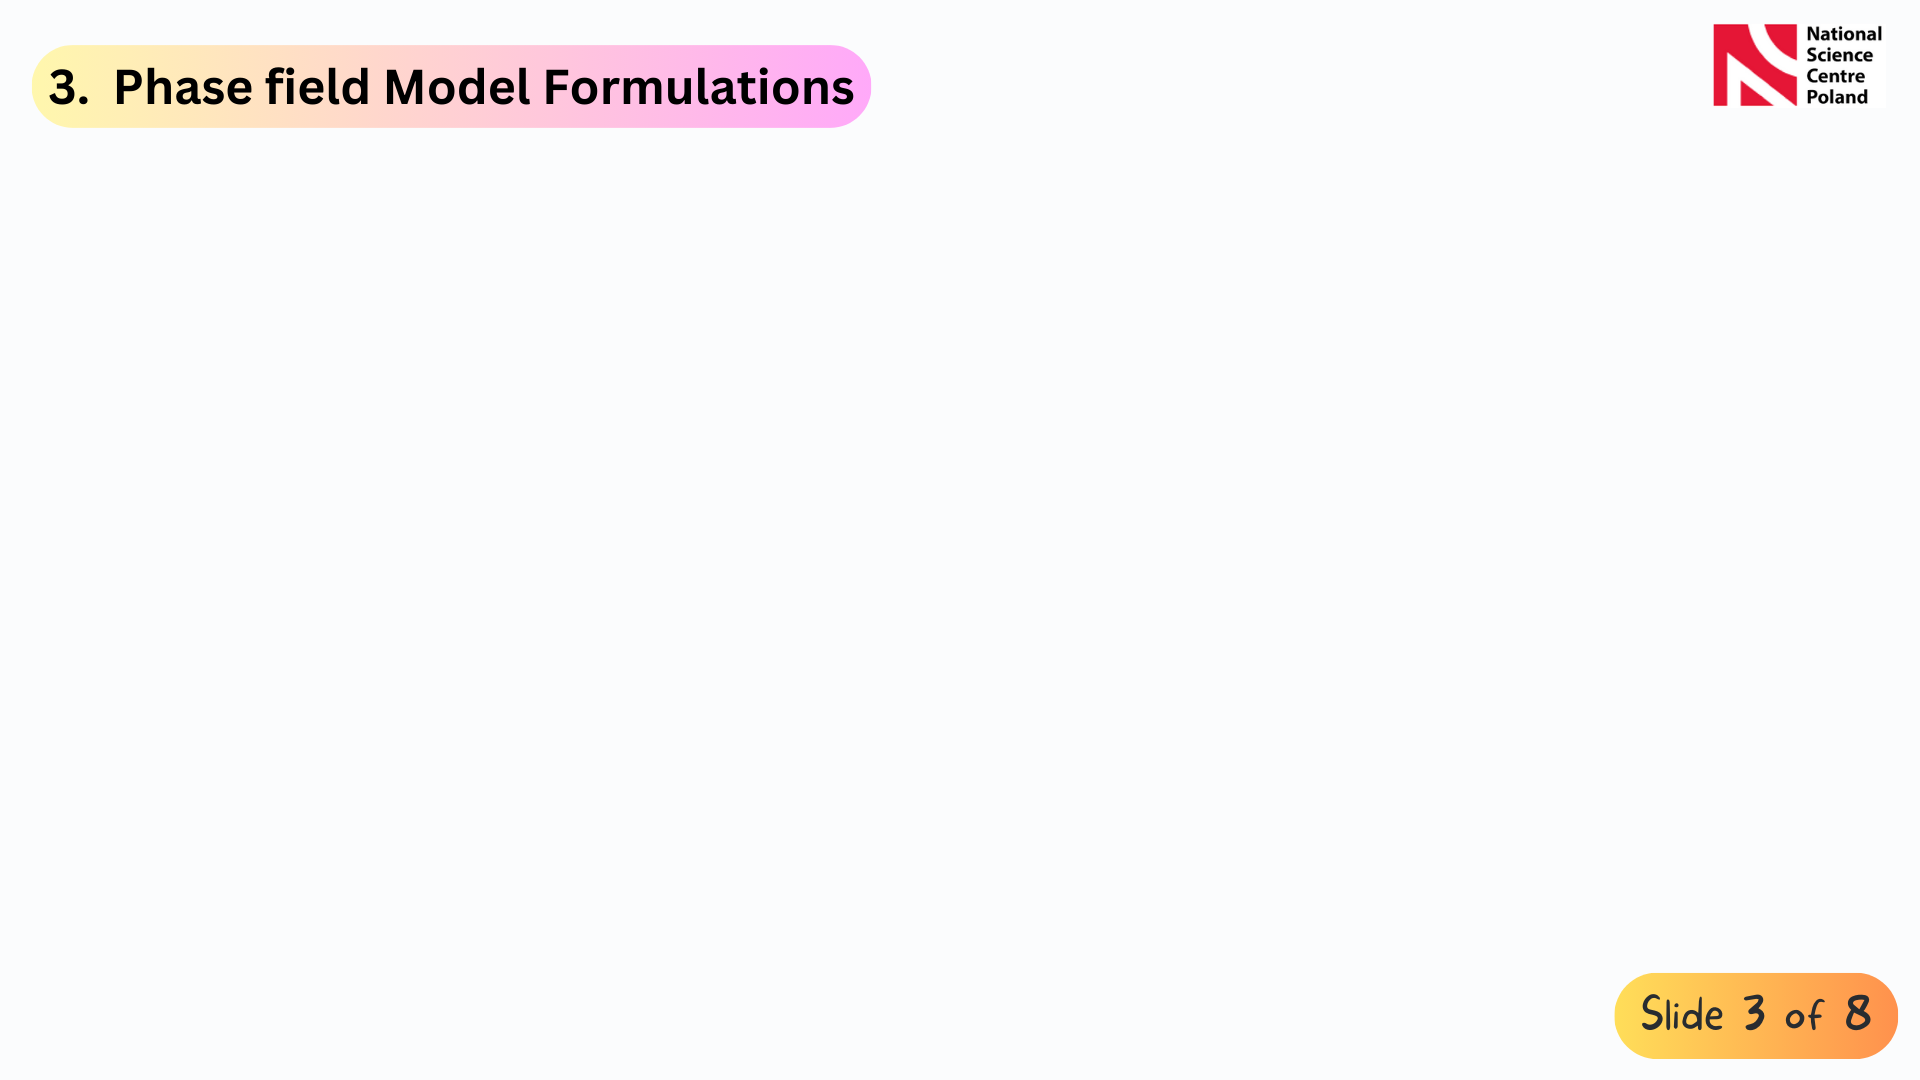 3. Phase field Model Formulations
National
Science
Centre
Poland
Slide 3 of 8